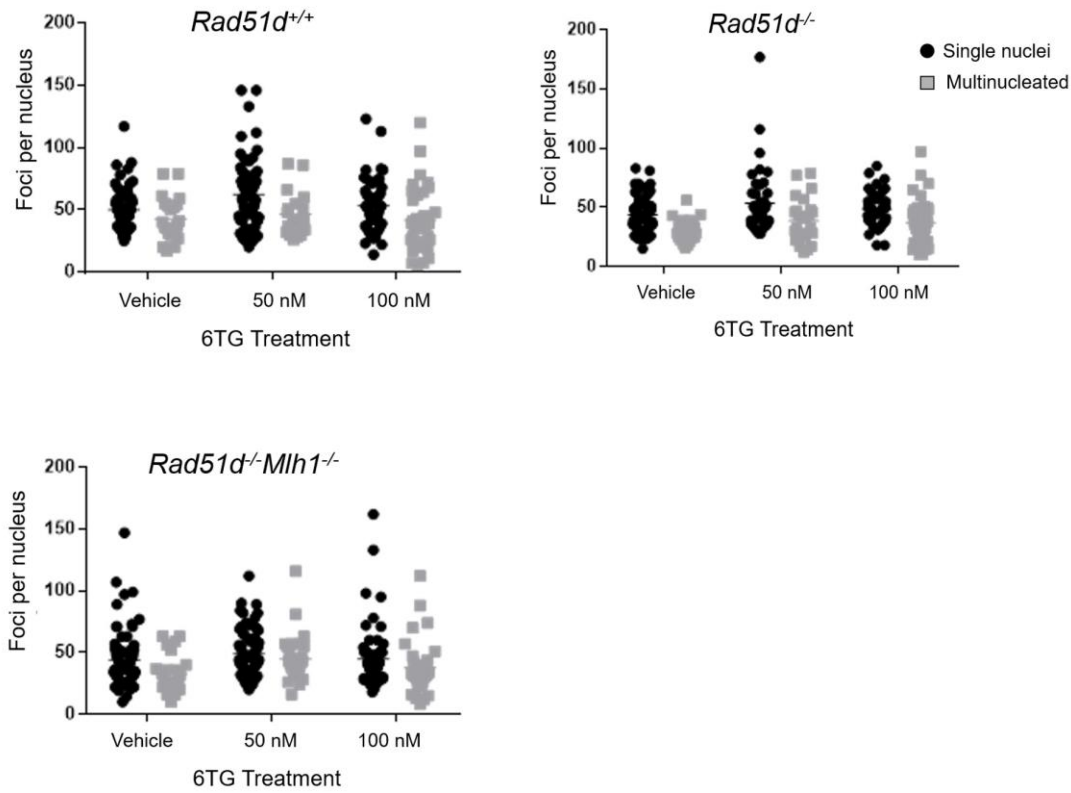 Rad51d+/+
200
150
100
50
0
Foci per nucleus
Vehicle 50 nM 100 nM
6TG Treatment
Rad51d-/-
200
150
100
50
0
Foci per nucleus
Vehicle 50 nM 100 nM
6TG Treatment
Single nuclei
Multinucleated
Rad51d-/-Mlh1-/-
200
150
100
50
0
Foci per nucleus
Vehicle 50 nM 100 nM
6TG Treatment